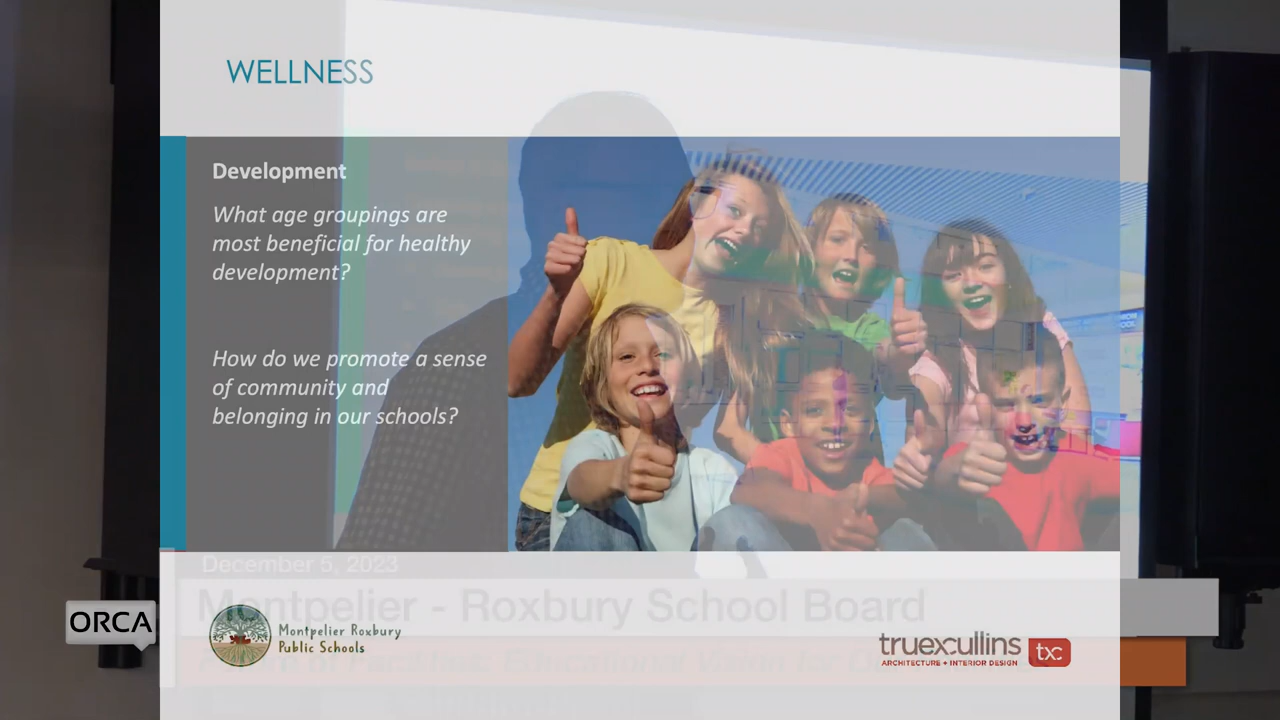 WELLNESS
Development
What age groupings are
most beneficial for healthy
development?
How do we promote a sense
of community and
belonging in our schools?
December 5, 2023
Montpelier - Roxbury School Board
ORCA
Montpelier Roxbury
Public Schools
truexcullins
ARCHITECTURE + INTERIOR DESIGN
txc